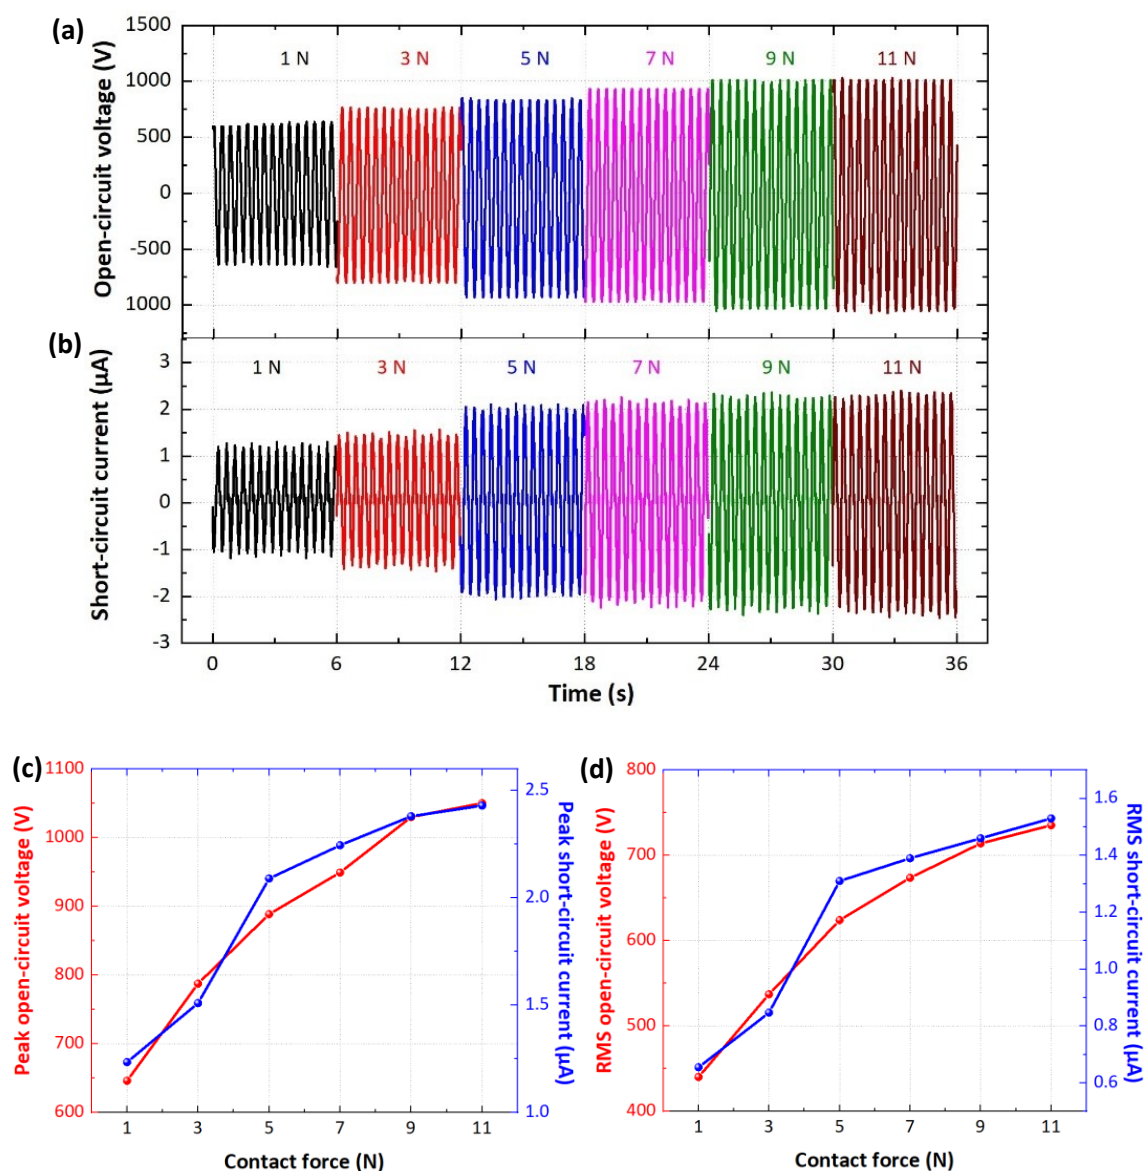 (a)
Open-circuit voltage (V)
1500
1000
500
0
-500
1000
1 N 3 N 5 N 7 N 9 N 11 N
(b)
Short-circuit current (µA)
3
2
1
0
-1
-2
-3
1 N 3 N 5 N 7 N 9 N 11 N
0 6 12 18 24 30 36
Time (s)
(c)
Peak open-circuit voltage (V)
1100
1000
900
800
700
600
2.5
2.0
1.5
1.0
Peak short-circuit current (µA)
1 3 5 7 9 11
Contact force (N)
(d)
RMS open-circuit voltage (V)
800
700
600
450
400
1.6
1.4
1.2
1.0
0.8
0.6
RMS short-circuit current (µA)
1 3 5 7 9 11
Contact force (N)